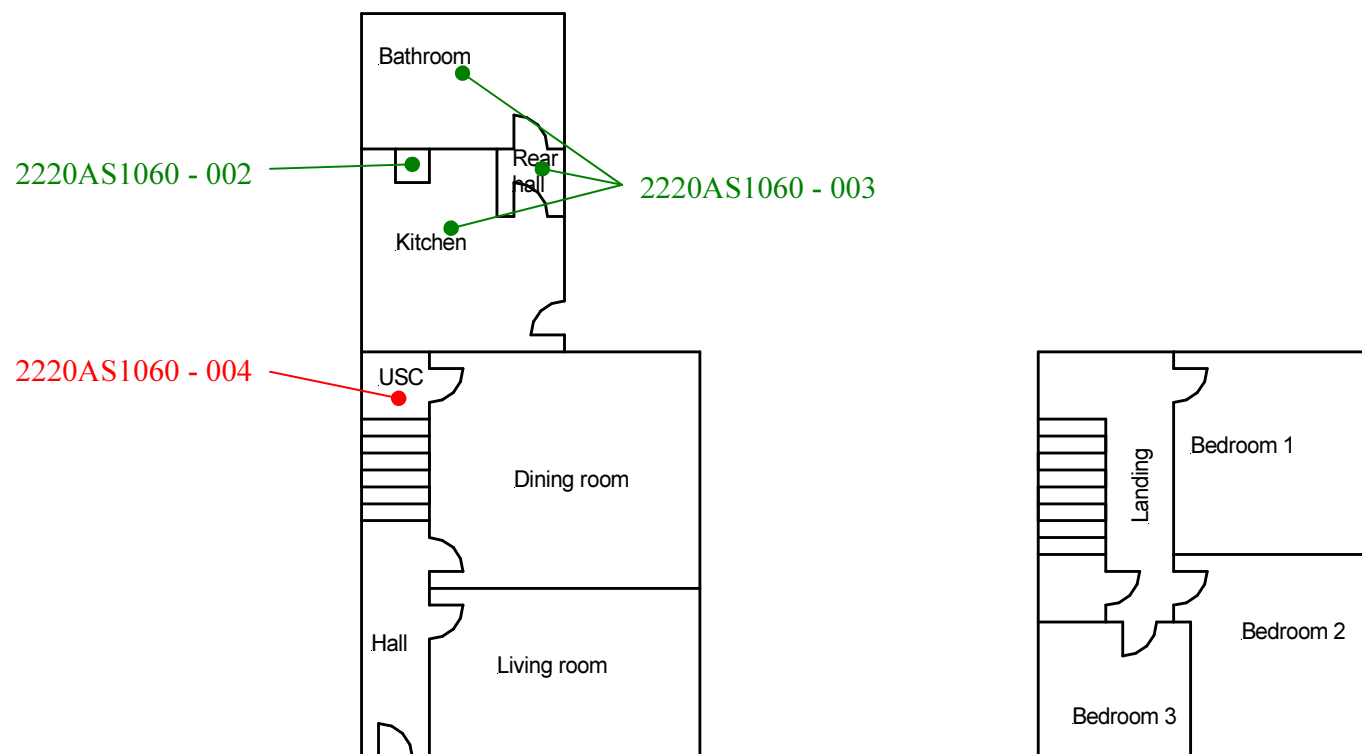 Bathroom
2220AS1060 - 002
Rear
hall
2220AS1060 - 003
Kitchen
2220AS1060 - 004
USC
Dining room
Hall
Living room
Landing
Bedroom 1
Bedroom 2
Bedroom 3